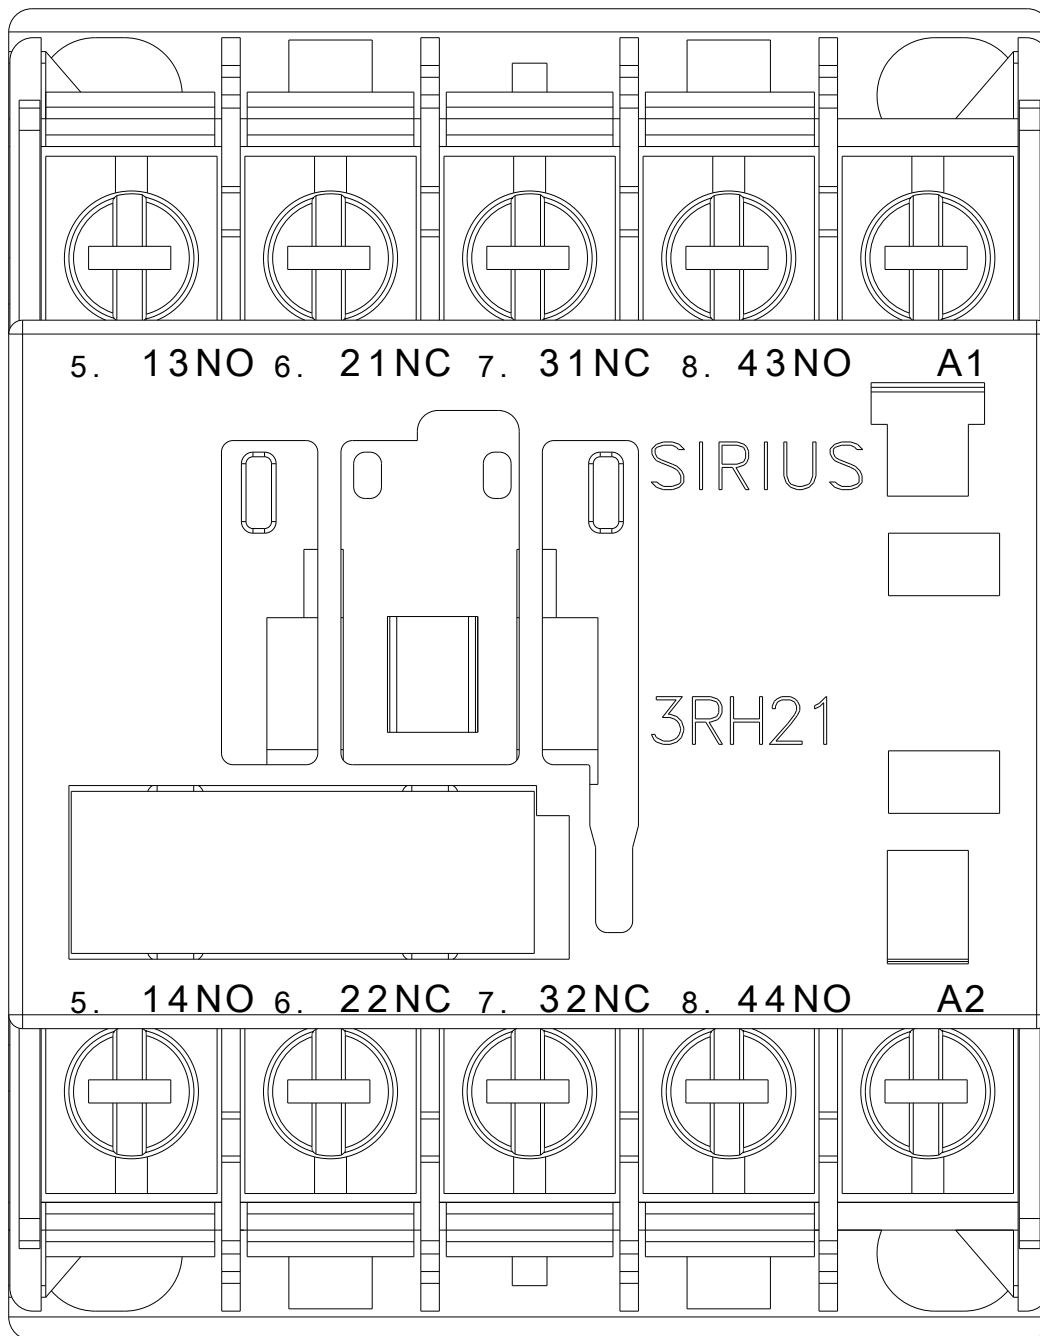 5. 13NO 6. 21NC 7. 31NC 8. 43NO A1
SIRIUS
3RH21
5. 14NO 6. 22NC 7. 32NC 8. 44NO A2